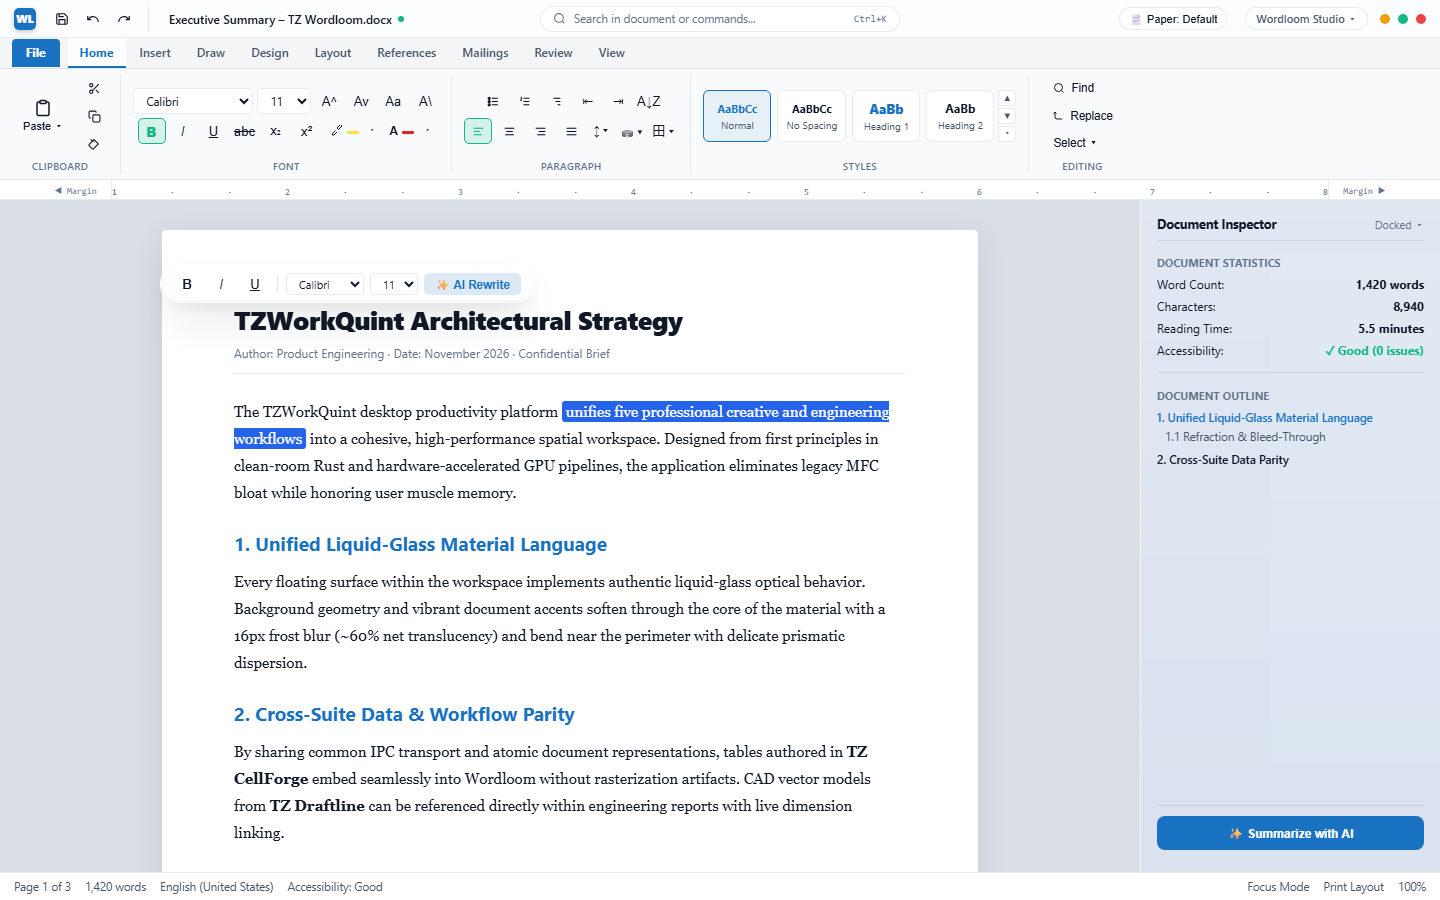 WL
Executive Summary – TZ Wordloom.docx
Search in document or commands...
Ctrl+K
Paper: Default
Wordloom Studio
File
Home
Insert
Draw
Design
Layout
References
Mailings
Review
View
Paste
CLIPBOARD
Calibri
11
A^
Av
Aa
A\
B
I
U
abc
x₂
x²
A
FONT
A↓Z
PARAGRAPH
AaBbCc
Normal
AaBbCc
No Spacing
AaBb
Heading 1
AaBb
Heading 2
STYLES
Find
Replace
Select
EDITING
◀ Margin
1 2 3 4 5 6 7 8
Margin ▶
B I U Calibri 11 ✨ AI Rewrite
TZWorkQuint Architectural Strategy
Author: Product Engineering · Date: November 2026 · Confidential Brief
The TZWorkQuint desktop productivity platform unifies five professional creative and engineering
workflows into a cohesive, high-performance spatial workspace. Designed from first principles in
clean-room Rust and hardware-accelerated GPU pipelines, the application eliminates legacy MFC
bloat while honoring user muscle memory.
1. Unified Liquid-Glass Material Language
Every floating surface within the workspace implements authentic liquid-glass optical behavior.
Background geometry and vibrant document accents soften through the core of the material with a
16px frost blur (~60% net translucency) and bend near the perimeter with delicate prismatic
dispersion.
2. Cross-Suite Data & Workflow Parity
By sharing common IPC transport and atomic document representations, tables authored in TZ
CellForge embed seamlessly into Wordloom without rasterization artifacts. CAD vector models
from TZ Draftline can be referenced directly within engineering reports with live dimension
linking.
Document Inspector
Docked
DOCUMENT STATISTICS
Word Count: 1,420 words
Characters: 8,940
Reading Time: 5.5 minutes
Accessibility: ✓ Good (0 issues)
DOCUMENT OUTLINE
1. Unified Liquid-Glass Material Language
1.1 Refraction & Bleed-Through
2. Cross-Suite Data Parity
✨ Summarize with AI
Page 1 of 3
1,420 words
English (United States)
Accessibility: Good
Focus Mode
Print Layout
100%